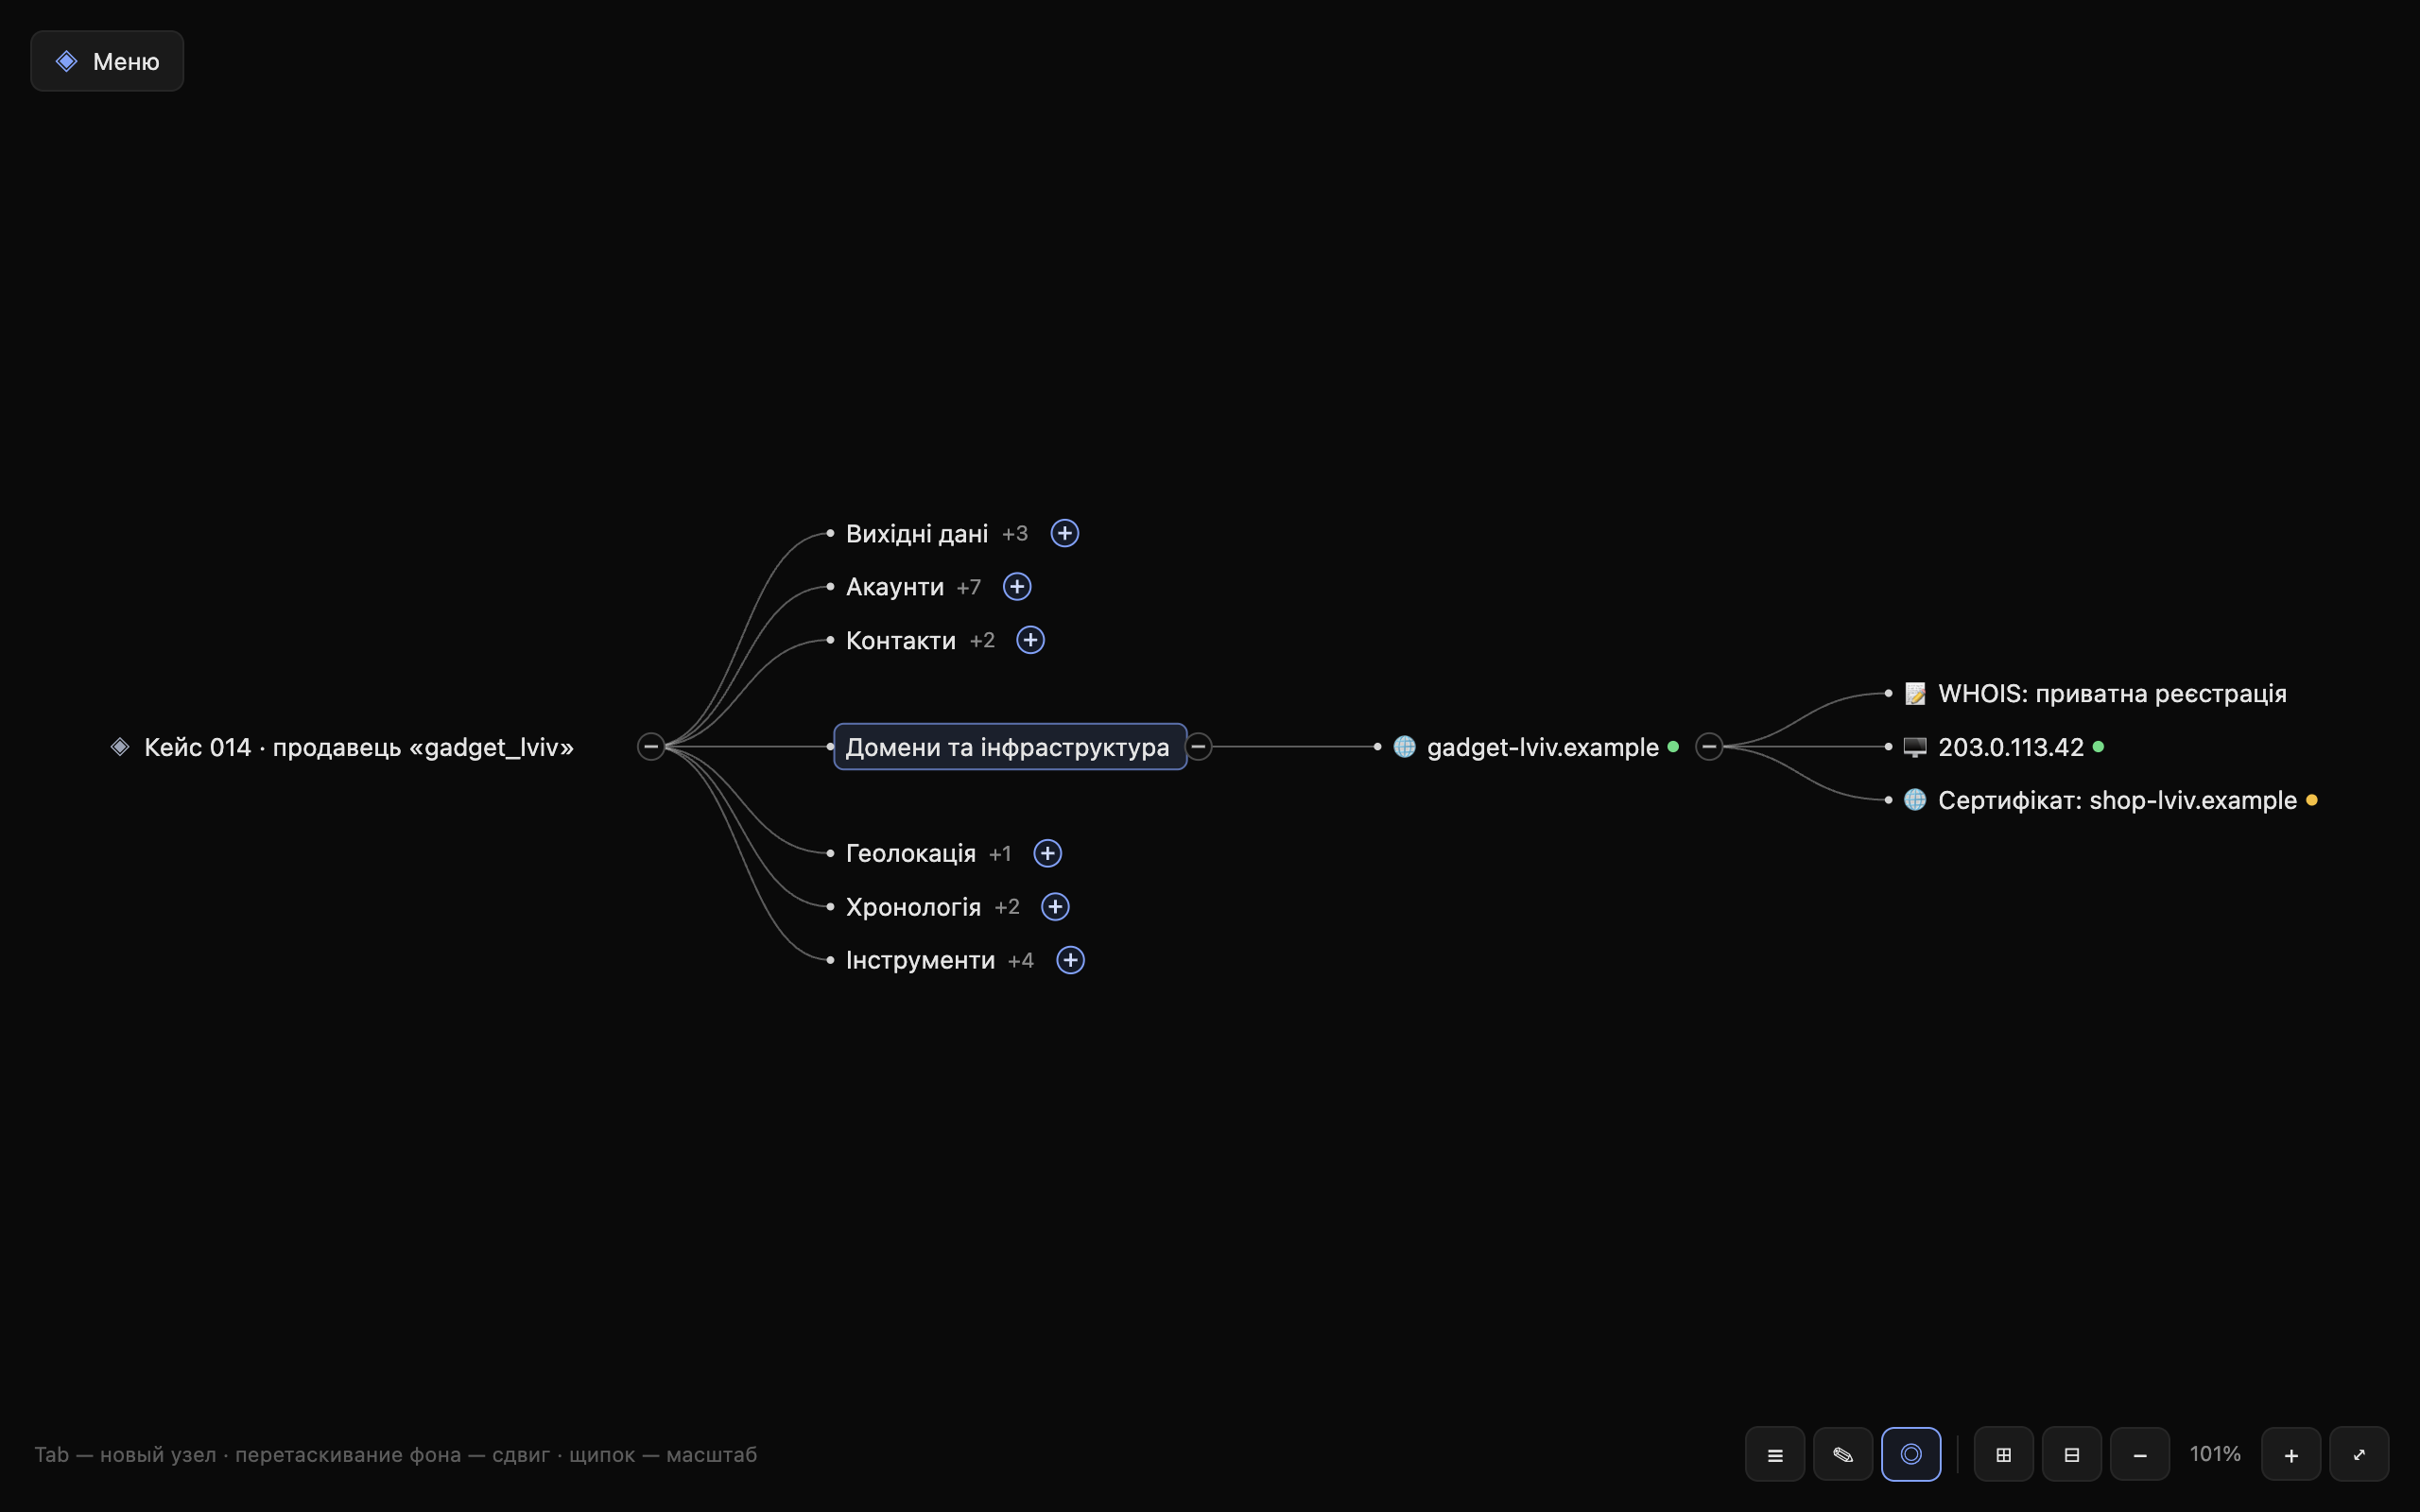 Меню
Вихідні дані +3
Акаунти +7
Контакти +2
Кейс 014 · продавець «gadget_lviv»
Домени та інфраструктура
gadget-lviv.example
WHOIS: приватна реєстрація
203.0.113.42
Сертифікат: shop-lviv.example
Геолокація +1
Хронологія +2
Інструменти +4
Tab — новый узел · перетаскивание фона — сдвиг · щипок — масштаб
101%